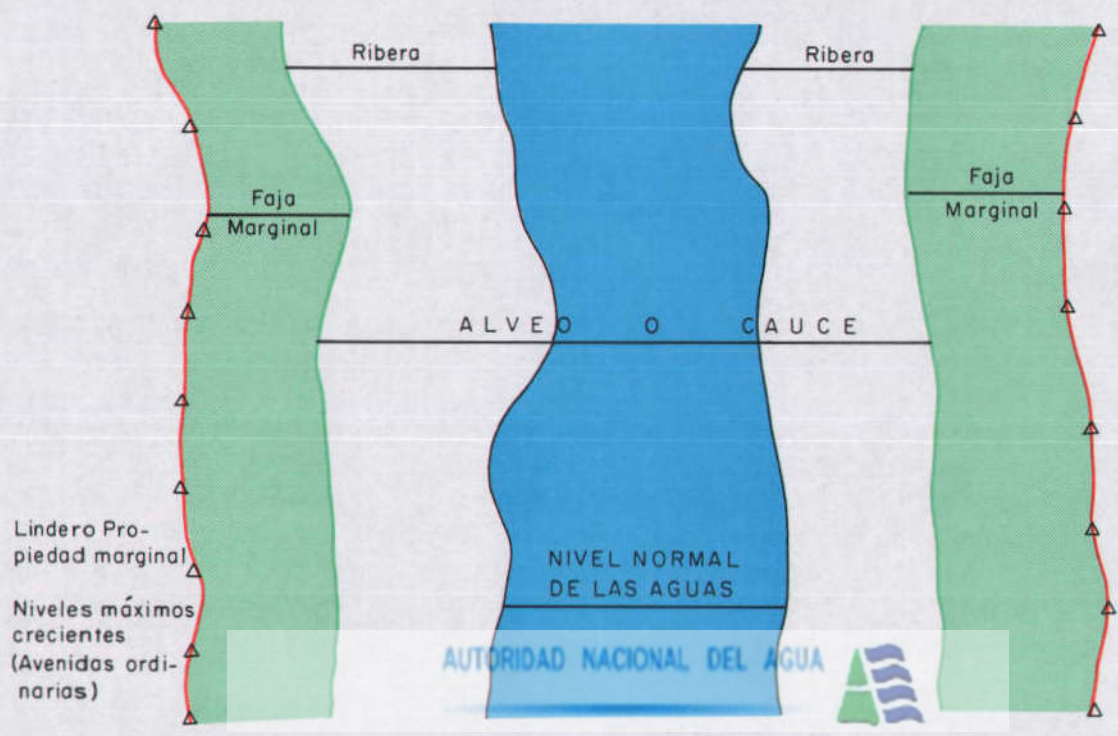 Ribera
Ribera
Faja
Marginal
Faja
Marginal
ALVEO O CAUCE
Lindero Pro-
piedad marginal
NIVEL NORMAL
DE LAS AGUAS
Niveles máximos
crecientes
(Avenidas ordi-
narias)
AUTORIDAD NACIONAL DEL AGUA